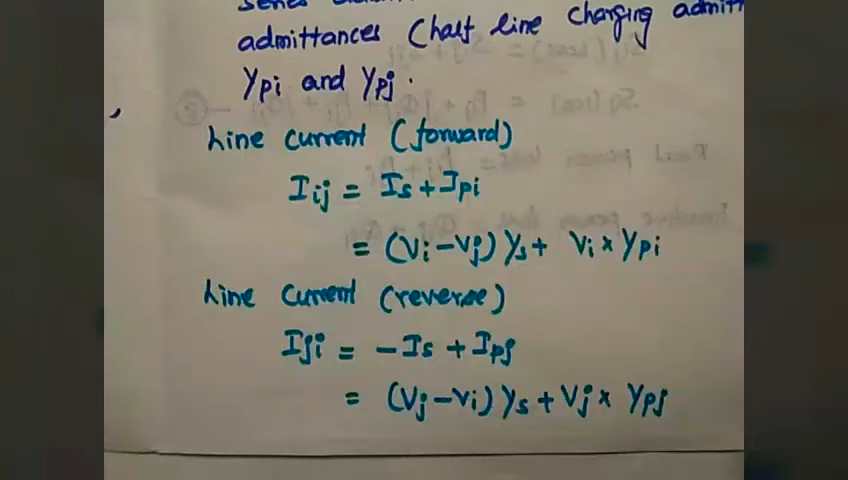 admittances (half line charging admitt
Ypi and Ypj.
Line current (forward)
Iij = Is + Ipi
= (Vi - Vj) Ys + Vi × Ypi
Line current (reverse)
Iji = - Is + Ipj
= (Vj - Vi) Ys + Vj × Ypj